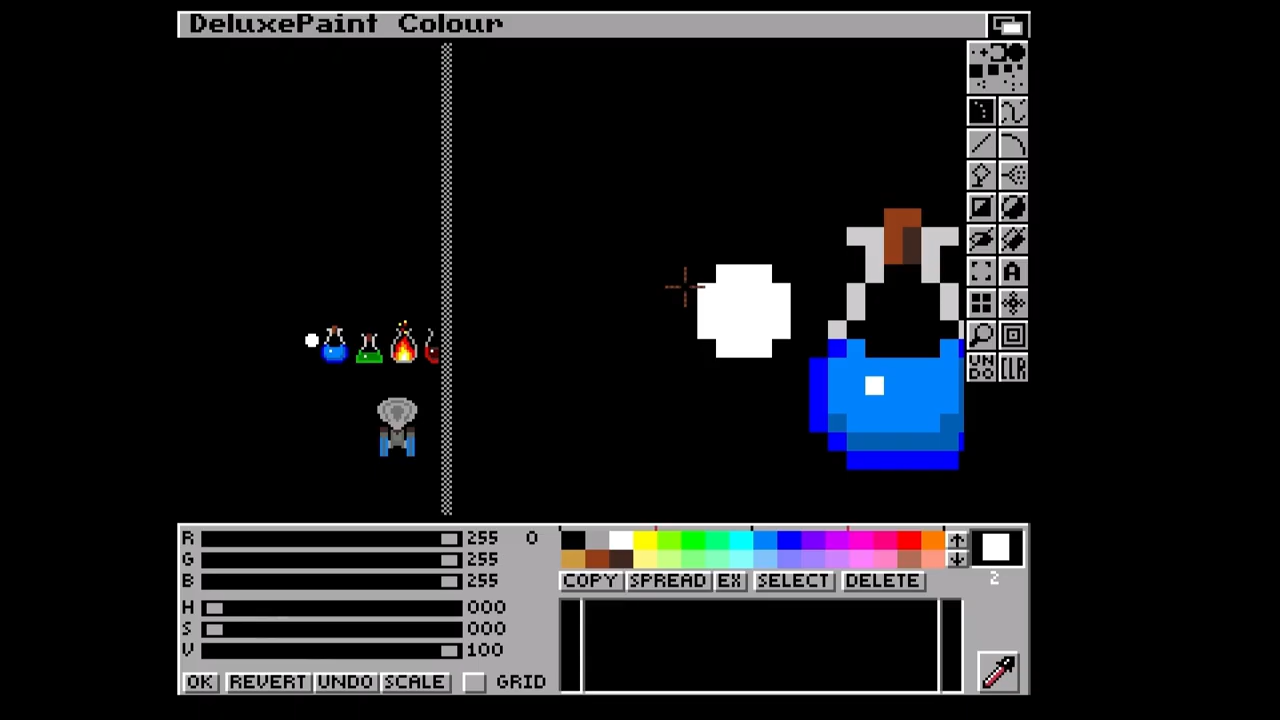 DeluxePaint Colour
A
UN
DO CLR
R 255 0
G 255
B 255
H 000
S 000
V 100
COPY SPREAD EX SELECT DELETE
2
OK REVERT UNDO SCALE GRID